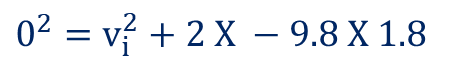 0² = vᵢ² + 2 X − 9.8 X 1.8